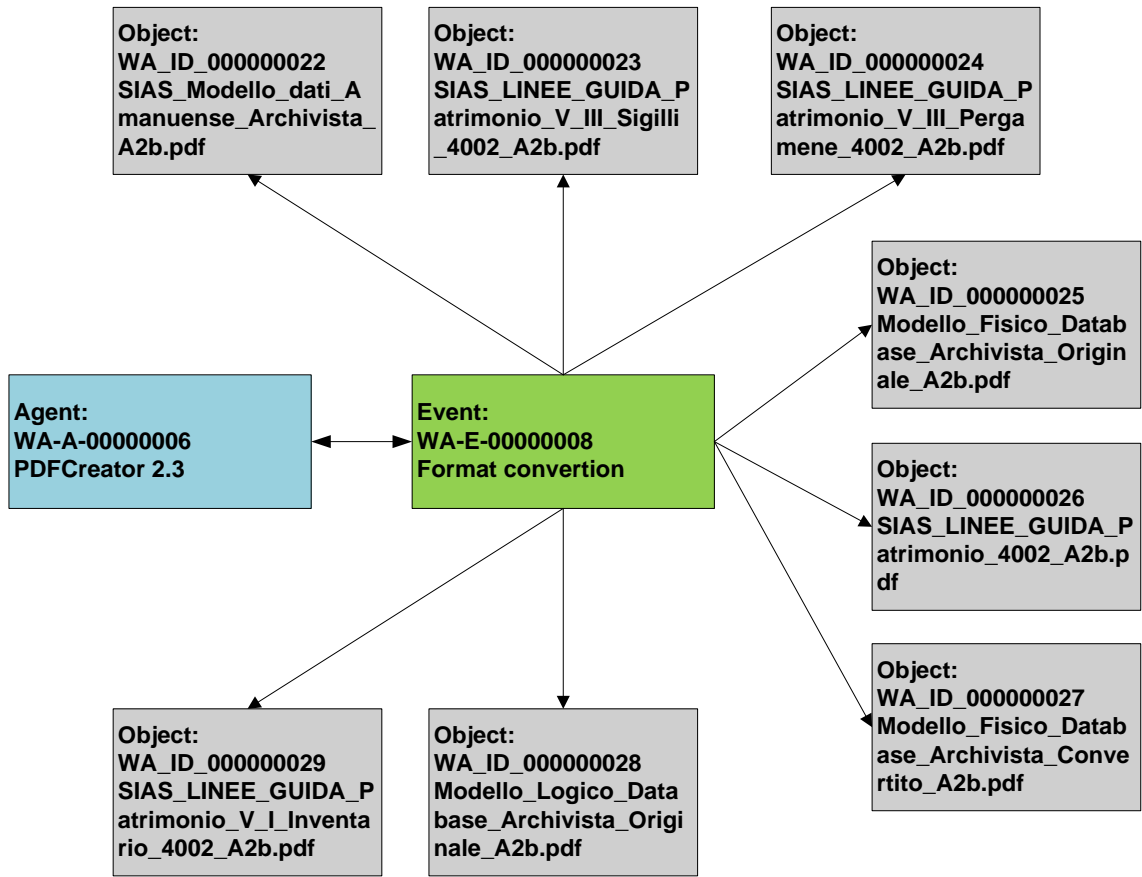 Object:
WA_ID_000000022
SIAS_Modello_dati_A
manuense_Archivista_
A2b.pdf
Object:
WA_ID_000000023
SIAS_LINEE_GUIDA_P
atrimonio_V_III_Sigilli
_4002_A2b.pdf
Object:
WA_ID_000000024
SIAS_LINEE_GUIDA_P
atrimonio_V_III_Perga
mene_4002_A2b.pdf
Object:
WA_ID_000000025
Modello_Fisico_Datab
ase_Archivista_Origin
ale_A2b.pdf
Agent:
WA-A-00000006
PDFCreator 2.3
Event:
WA-E-00000008
Format convertion
Object:
WA_ID_000000026
SIAS_LINEE_GUIDA_P
atrimonio_4002_A2b.p
df
Object:
WA_ID_000000027
Modello_Fisico_Datab
ase_Archivista_Conve
rtito_A2b.pdf
Object:
WA_ID_000000029
SIAS_LINEE_GUIDA_P
atrimonio_V_I_Inventa
rio_4002_A2b.pdf
Object:
WA_ID_000000028
Modello_Logico_Data
base_Archivista_Origi
nale_A2b.pdf